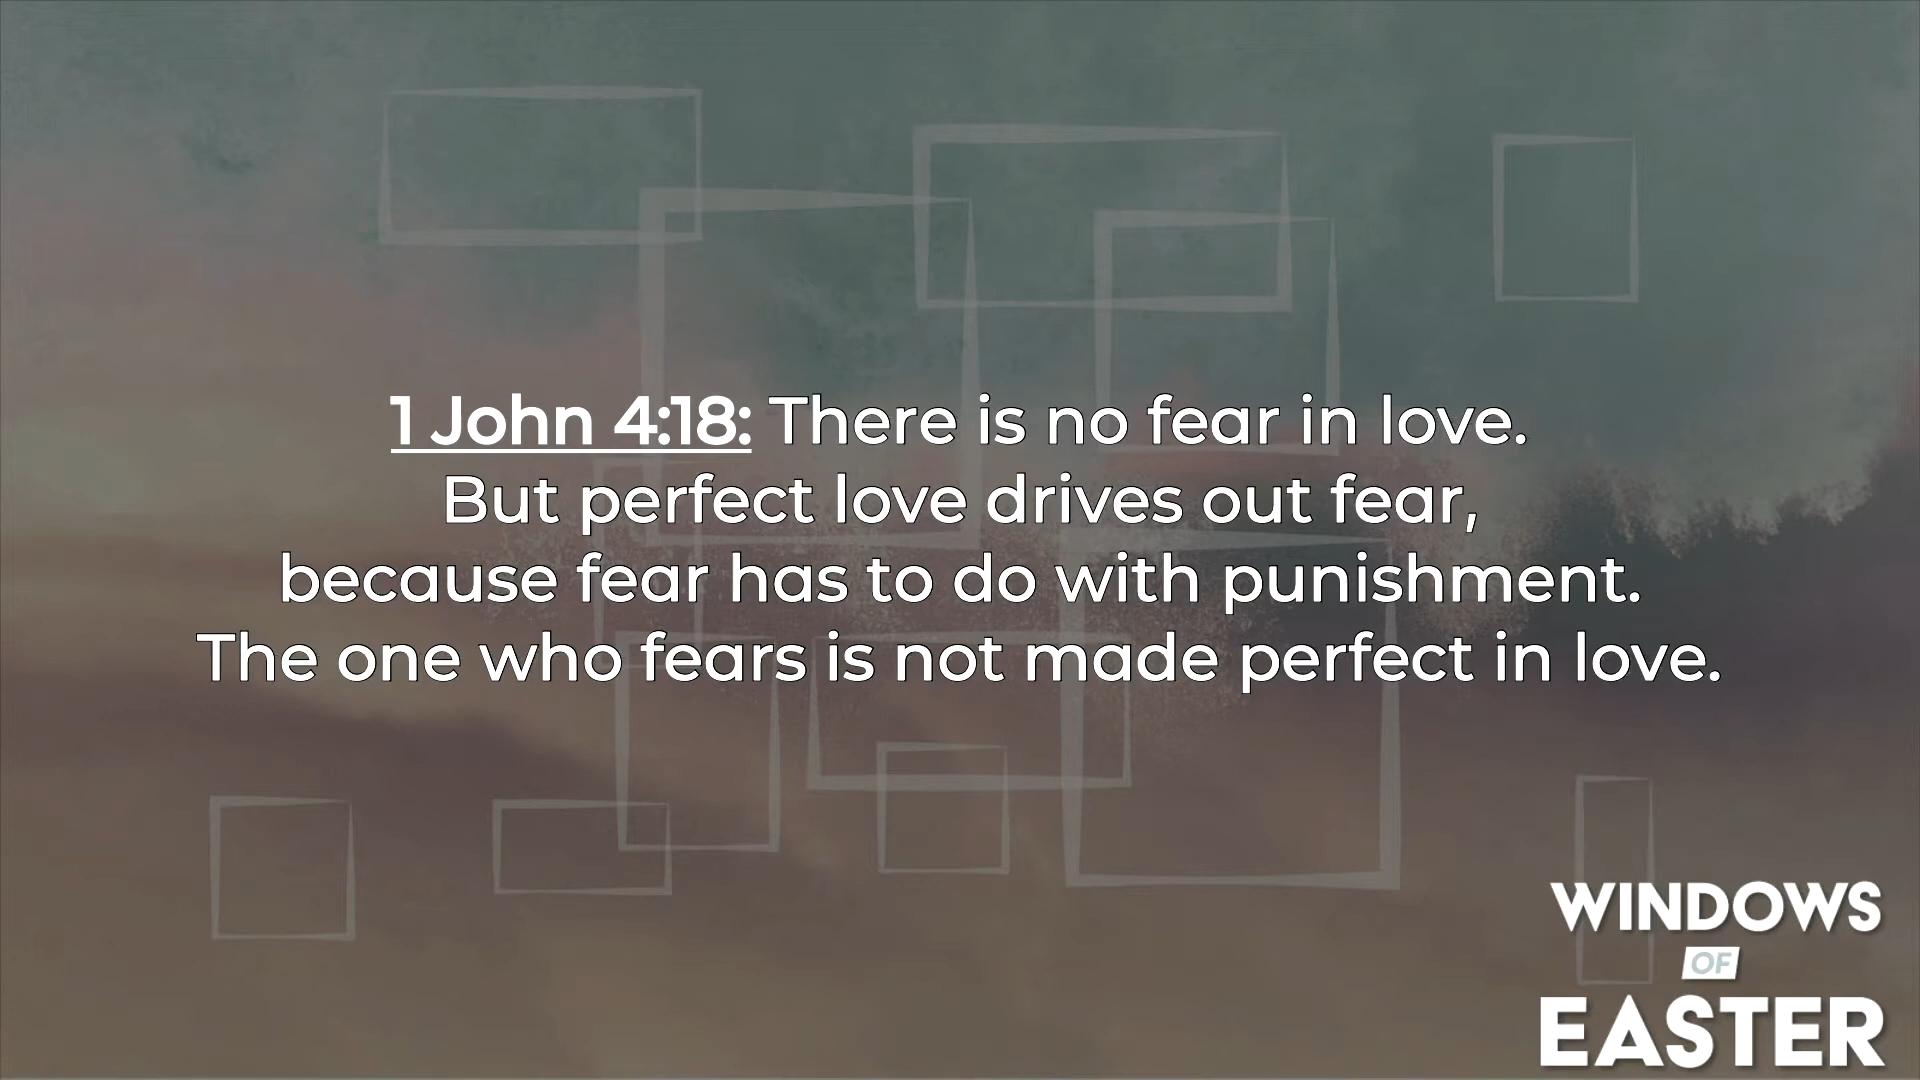 1 John 4:18: There is no fear in love.
But perfect love drives out fear,
because fear has to do with punishment.
The one who fears is not made perfect in love.
WINDOWS
OF
EASTER